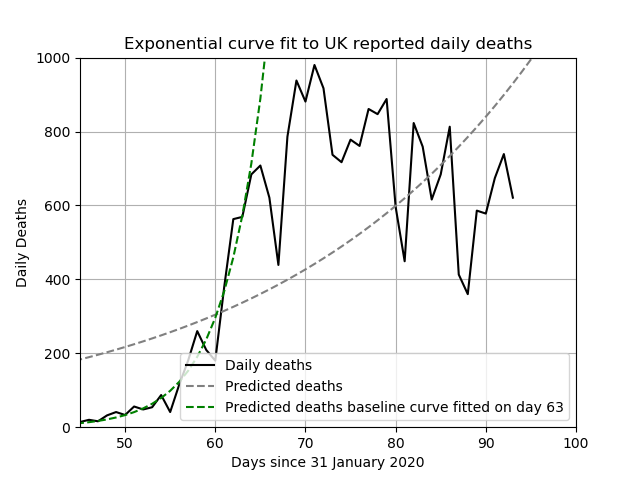 Exponential curve fit to UK reported daily deaths
1000
800
600
400
200
0
Daily Deaths
Daily deaths
Predicted deaths
Predicted deaths baseline curve fitted on day 63
50
60
70
80
90
100
Days since 31 January 2020